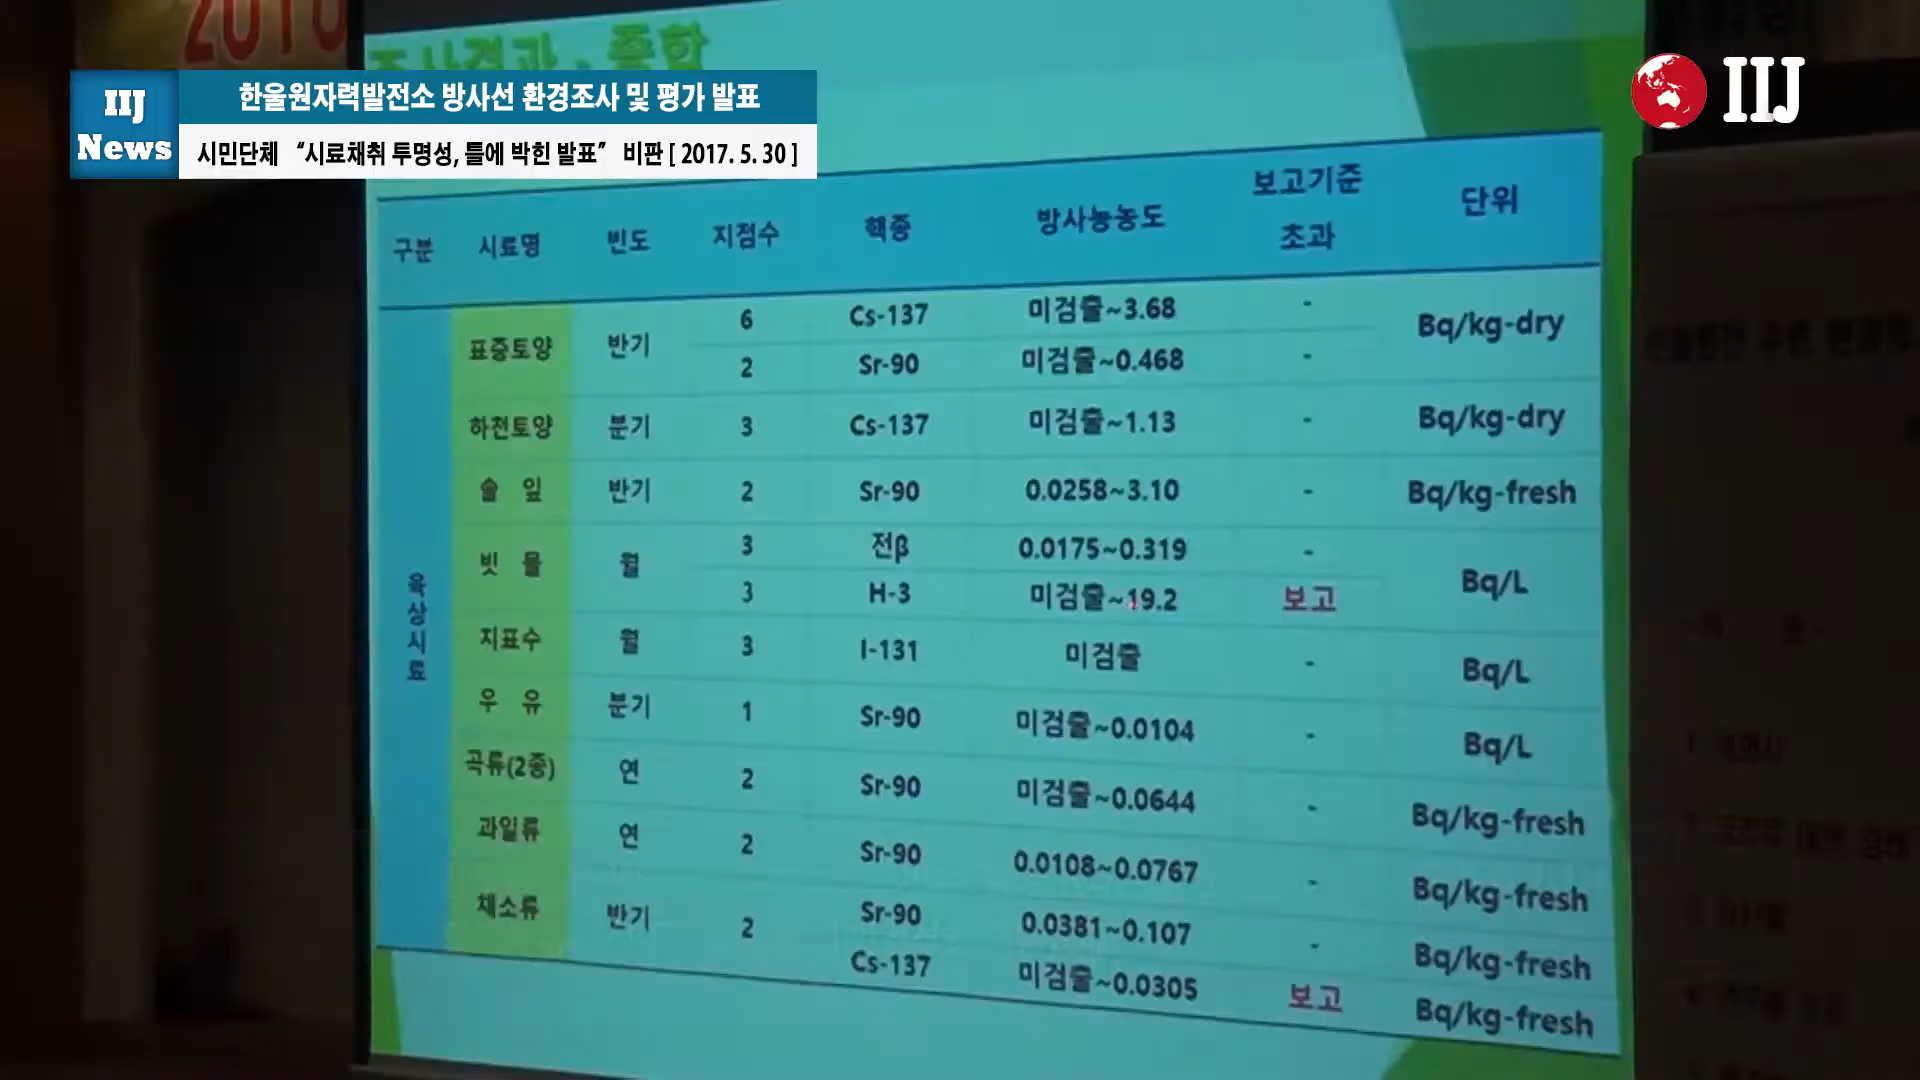 2016
조사결과 · 종합
IIJ News
한울원자력발전소 방사선 환경조사 및 평가 발표
시민단체 “시료채취 투명성, 틀에 박힌 발표” 비판 [ 2017. 5. 30 ]
IIJ
구분 시료명 빈도 지점수 핵종 방사능농도 보고기준 초과 단위
육상시료
표층토양 반기 6 Cs-137 미검출~3.68 - Bq/kg-dry
2 Sr-90 미검출~0.468 -
하천토양 분기 3 Cs-137 미검출~1.13 - Bq/kg-dry
솔 잎 반기 2 Sr-90 0.0258~3.10 - Bq/kg-fresh
빗 물 월 3 전β 0.0175~0.319 - Bq/L
3 H-3 미검출~19.2 보고
지표수 월 3 I-131 미검출 - Bq/L
우 유 분기 1 Sr-90 미검출~0.0104 - Bq/L
곡류(2종) 연 2 Sr-90 미검출~0.0644 - Bq/kg-fresh
과일류 연 2 Sr-90 0.0108~0.0767 - Bq/kg-fresh
채소류 반기 2 Sr-90 0.0381~0.107 - Bq/kg-fresh
Cs-137 미검출~0.0305 보고 Bq/kg-fresh